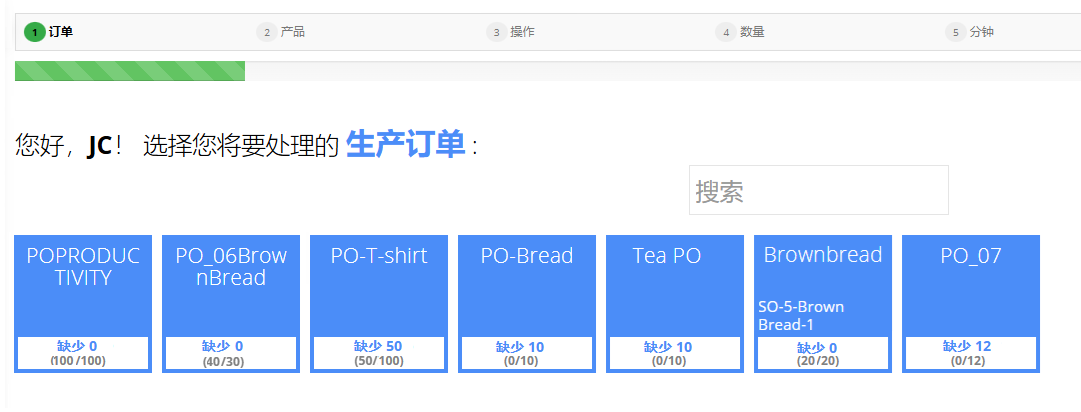 1 订单 2 产品 3 操作 4 数量 5 分钟
您好，JC！ 选择您将要处理的 生产订单：
搜索
POPRODUC
TIVITY
缺少 0
(100 /100)
PO_06Brow
nBread
缺少 0
(40/30)
PO-T-shirt
缺少 50
(50/100)
PO-Bread
缺少 10
(0/10)
Tea PO
缺少 10
(0/10)
Brownbread
SO-5-Brown
Bread-1
缺少 0
(20/20)
PO_07
缺少 12
(0/12)